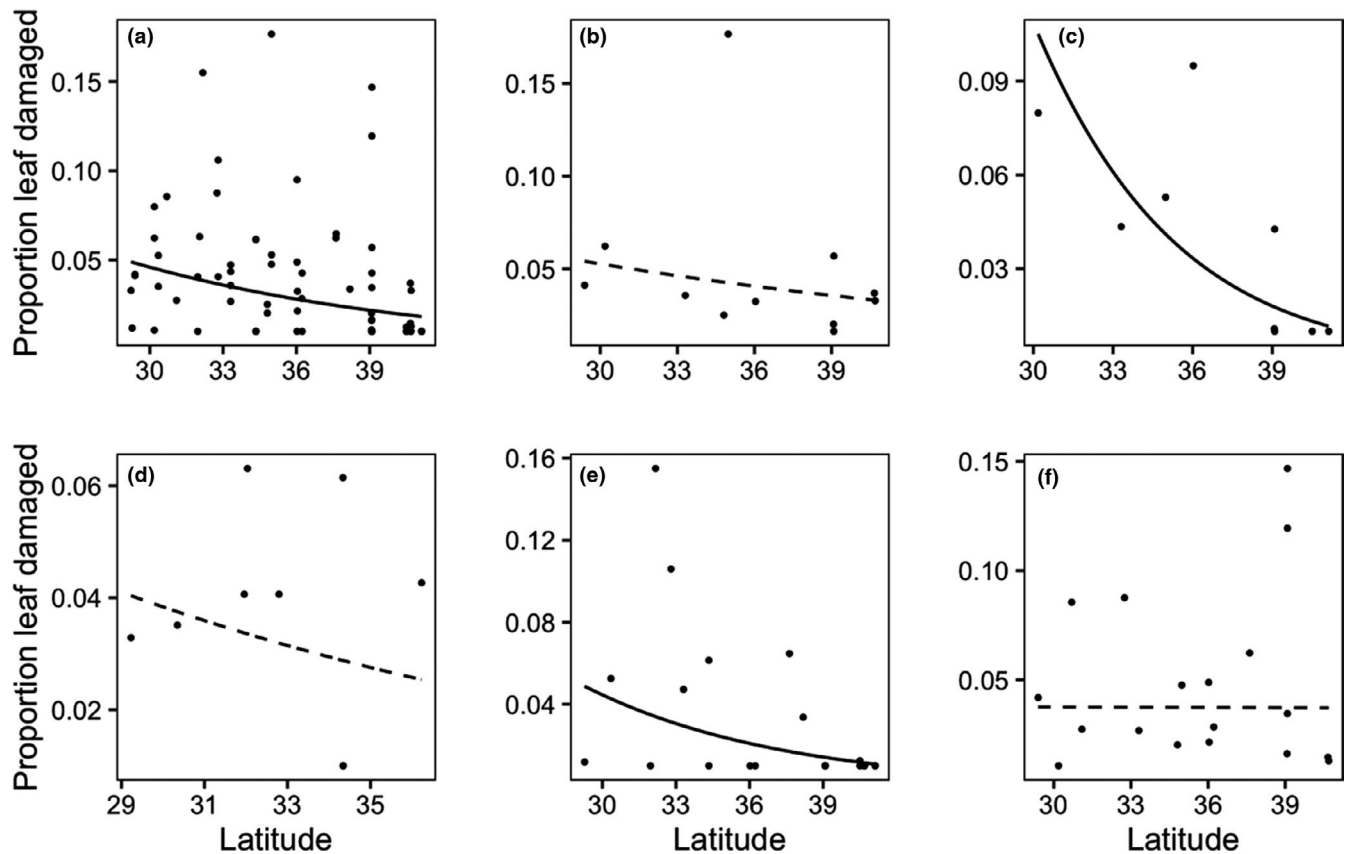 (a)
(b)
(c)
Proportion leaf damaged
0.15
0.10
0.05
30 33 36 39
0.15
0.10
0.05
30 33 36 39
0.09
0.06
0.03
30 33 36 39
(d)
(e)
(f)
Proportion leaf damaged
0.06
0.04
0.02
29 31 33 35
Latitude
0.16
0.12
0.08
0.04
30 33 36 39
Latitude
0.15
0.10
0.05
30 33 36 39
Latitude